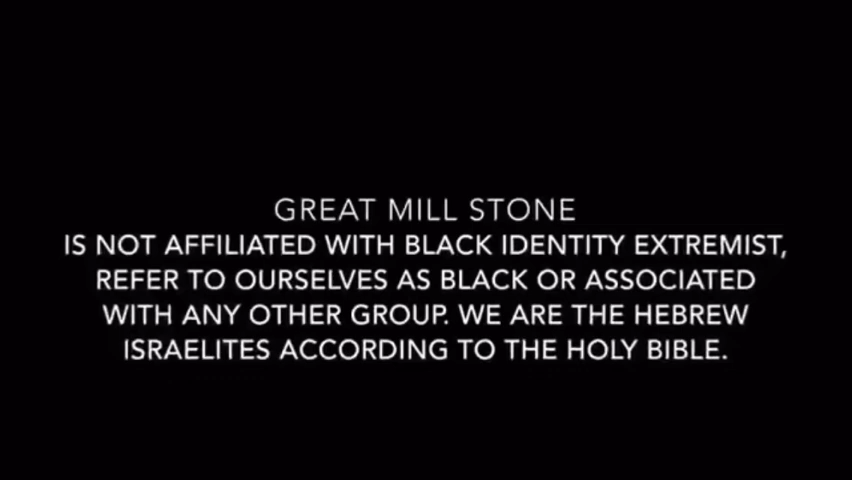 GREAT MILL STONE
IS NOT AFFILIATED WITH BLACK IDENTITY EXTREMIST,
REFER TO OURSELVES AS BLACK OR ASSOCIATED
WITH ANY OTHER GROUP. WE ARE THE HEBREW
ISRAELITES ACCORDING TO THE HOLY BIBLE.